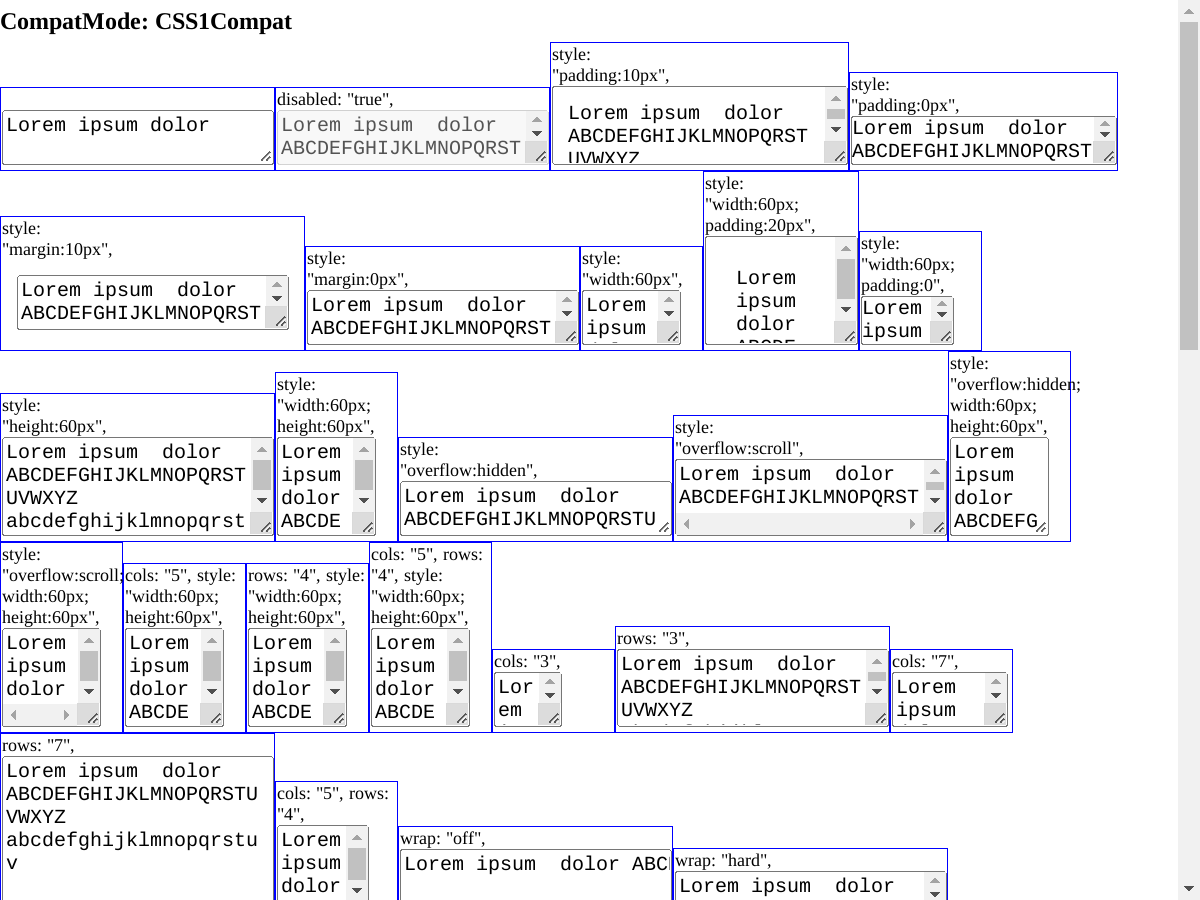 CompatMode: CSS1Compat
Lorem ipsum dolor
disabled: "true",
Lorem ipsum  dolor
ABCDEFGHIJKLMNOPQRST
style:
"padding:10px",
Lorem ipsum  dolor
ABCDEFGHIJKLMNOPQRST
UVWXYZ
style:
"padding:0px",
Lorem ipsum  dolor
ABCDEFGHIJKLMNOPQRST
style:
"margin:10px",
Lorem ipsum  dolor
ABCDEFGHIJKLMNOPQRST
style:
"margin:0px",
Lorem ipsum  dolor
ABCDEFGHIJKLMNOPQRST
style:
"width:60px",
Lorem
ipsum
style:
"width:60px;
padding:20px",
Lorem
ipsum
dolor
ABCDE
style:
"width:60px;
padding:0",
Lorem
ipsum
style:
"height:60px",
Lorem ipsum  dolor
ABCDEFGHIJKLMNOPQRST
UVWXYZ
abcdefghijklmnopqrst
style:
"width:60px;
height:60px",
Lorem
ipsum
dolor
ABCDE
style:
"overflow:hidden",
Lorem ipsum  dolor
ABCDEFGHIJKLMNOPQRSTU
style:
"overflow:scroll",
Lorem ipsum  dolor
ABCDEFGHIJKLMNOPQRST
style:
"overflow:hidden;
width:60px;
height:60px",
Lorem
ipsum
dolor
ABCDEFG
style:
"overflow:scroll;
width:60px;
height:60px",
Lorem
ipsum
dolor
cols: "5", style:
"width:60px;
height:60px",
Lorem
ipsum
dolor
ABCDE
rows: "4", style:
"width:60px;
height:60px",
Lorem
ipsum
dolor
ABCDE
cols: "5", rows:
"4", style:
"width:60px;
height:60px",
Lorem
ipsum
dolor
ABCDE
cols: "3",
Lor
em
rows: "3",
Lorem ipsum  dolor
ABCDEFGHIJKLMNOPQRST
UVWXYZ
cols: "7",
Lorem
ipsum
rows: "7",
Lorem ipsum  dolor
ABCDEFGHIJKLMNOPQRSTU
VWXYZ
abcdefghijklmnopqrstu
v
cols: "5", rows:
"4",
Lorem
ipsum
dolor
wrap: "off",
Lorem ipsum  dolor ABC
wrap: "hard",
Lorem ipsum  dolor